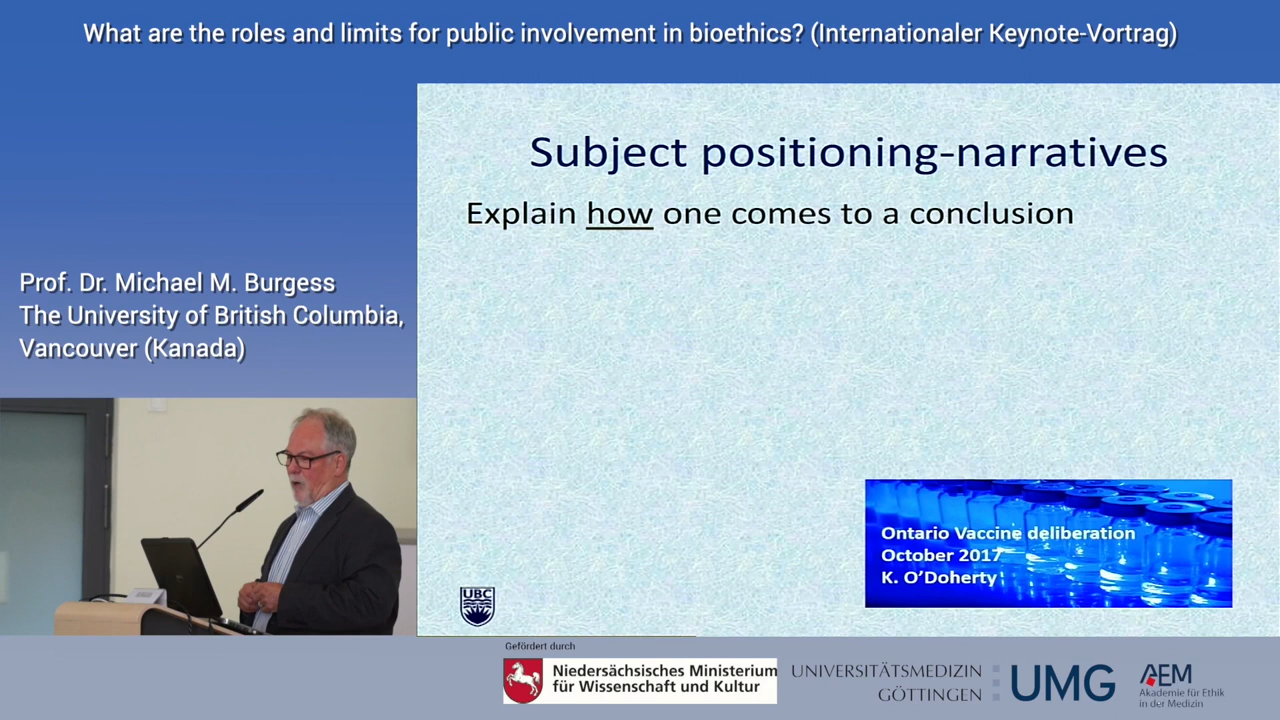 What are the roles and limits for public involvement in bioethics? (Internationaler Keynote-Vortrag)
Prof. Dr. Michael M. Burgess
The University of British Columbia,
Vancouver (Kanada)
Subject positioning-narratives
Explain how one comes to a conclusion
Ontario Vaccine deliberation
October 2017
K. O'Doherty
UBC
Gefördert durch
Niedersächsisches Ministerium
für Wissenschaft und Kultur
UNIVERSITÄTSMEDIZIN
GÖTTINGEN
UMG
AEM
Akademie für Ethik
in der Medizin